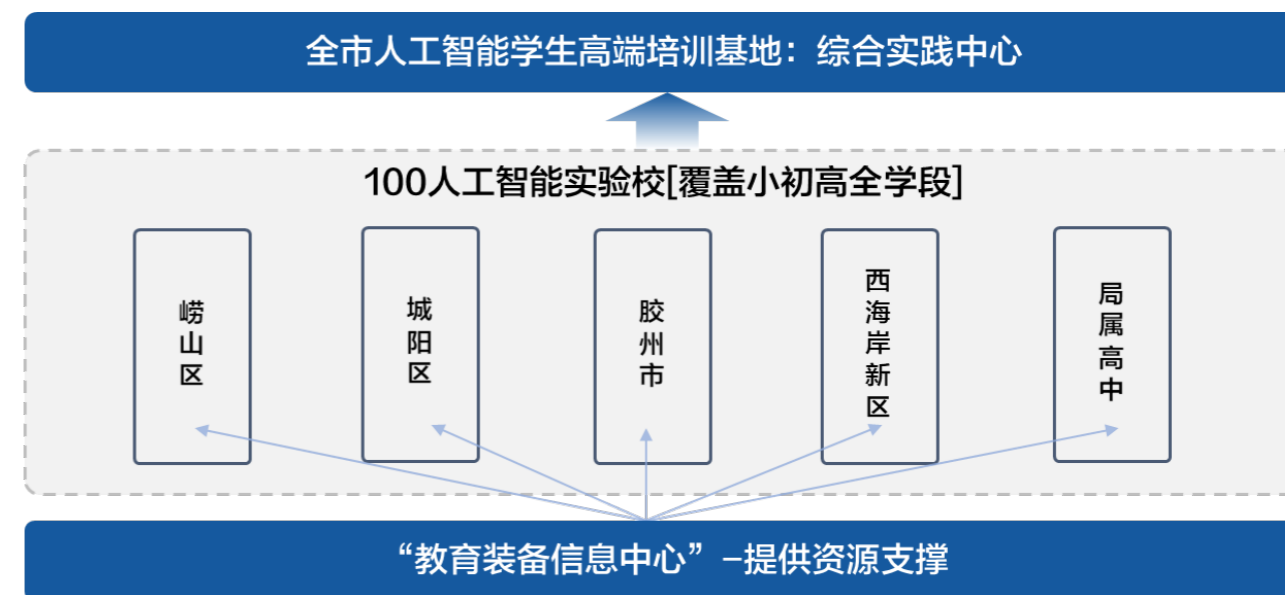 全市人工智能学生高端培训基地：综合实践中心
100人工智能实验校[覆盖小初高全学段]
崂山区
城阳区
胶州市
西海岸新区
局属高中
“教育装备信息中心”-提供资源支撑